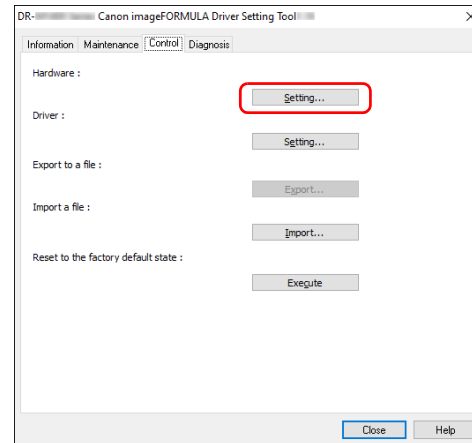 DR- Canon imageFORMULA Driver Setting Tool
Information Maintenance Control Diagnosis
Hardware :
Setting...
Driver :
Setting...
Export to a file :
Export...
Import a file :
Import...
Reset to the factory default state :
Execute
Close Help